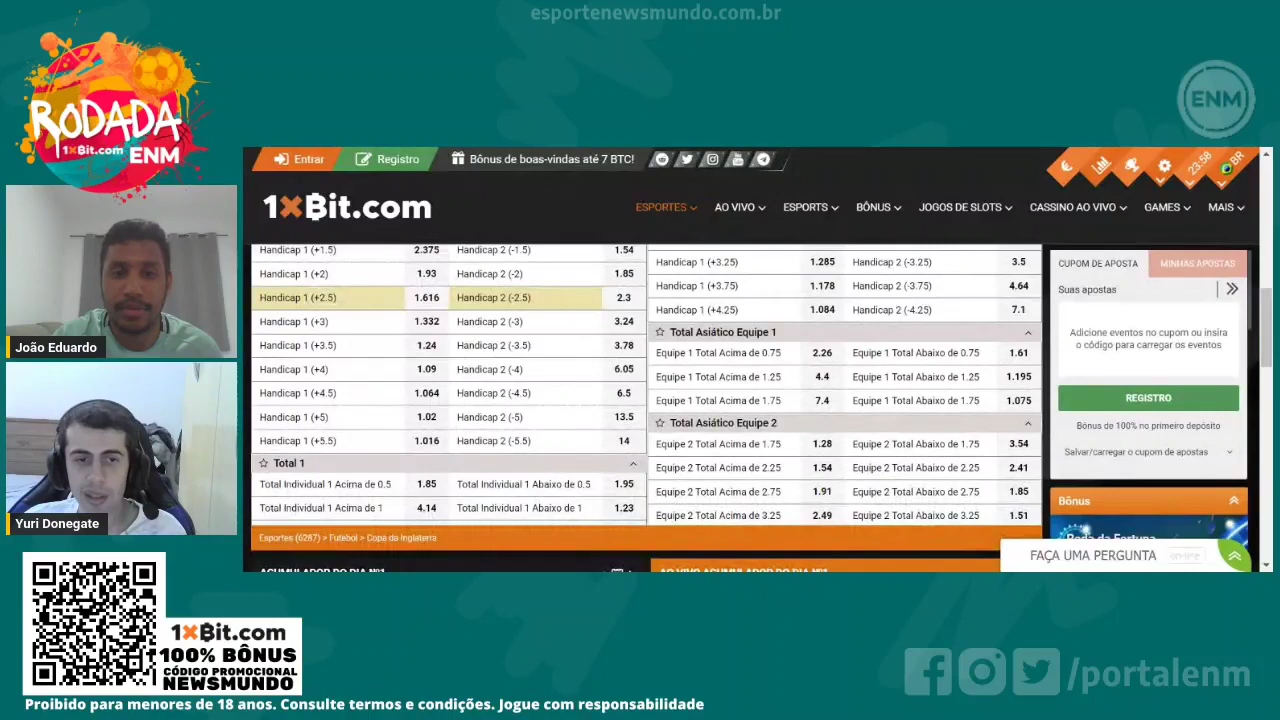 esportenewsmundo.com.br
RODADA
1xBit.com
ENM
ENM
Entrar
Registro
Bônus de boas-vindas até 7 BTC!
23:58
BR
1xBit.com
ESPORTES
AO VIVO
ESPORTS
BÔNUS
JOGOS DE SLOTS
CASSINO AO VIVO
GAMES
MAIS
Handicap 1 (+1.5) 2.375 Handicap 2 (-1.5) 1.54
Handicap 1 (+2) 1.93 Handicap 2 (-2) 1.85
Handicap 1 (+2.5) 1.616 Handicap 2 (-2.5) 2.3
Handicap 1 (+3) 1.332 Handicap 2 (-3) 3.24
Handicap 1 (+3.5) 1.24 Handicap 2 (-3.5) 3.78
Handicap 1 (+4) 1.09 Handicap 2 (-4) 6.05
Handicap 1 (+4.5) 1.064 Handicap 2 (-4.5) 6.5
Handicap 1 (+5) 1.02 Handicap 2 (-5) 13.5
Handicap 1 (+5.5) 1.016 Handicap 2 (-5.5) 14
Total 1
Total Individual 1 Acima de 0.5 1.85 Total Individual 1 Abaixo de 0.5 1.95
Total Individual 1 Acima de 1 4.14 Total Individual 1 Abaixo de 1 1.23
Handicap 1 (+3.25) 1.285 Handicap 2 (-3.25) 3.5
Handicap 1 (+3.75) 1.178 Handicap 2 (-3.75) 4.64
Handicap 1 (+4.25) 1.084 Handicap 2 (-4.25) 7.1
Total Asiático Equipe 1
Equipe 1 Total Acima de 0.75 2.26 Equipe 1 Total Abaixo de 0.75 1.61
Equipe 1 Total Acima de 1.25 4.4 Equipe 1 Total Abaixo de 1.25 1.195
Equipe 1 Total Acima de 1.75 7.4 Equipe 1 Total Abaixo de 1.75 1.075
Total Asiático Equipe 2
Equipe 2 Total Acima de 1.75 1.28 Equipe 2 Total Abaixo de 1.75 3.54
Equipe 2 Total Acima de 2.25 1.54 Equipe 2 Total Abaixo de 2.25 2.41
Equipe 2 Total Acima de 2.75 1.91 Equipe 2 Total Abaixo de 2.75 1.85
Equipe 2 Total Acima de 3.25 2.49 Equipe 2 Total Abaixo de 3.25 1.51
CUPOM DE APOSTA
MINHAS APOSTAS
Suas apostas
Adicione eventos no cupom ou insira
o código para carregar os eventos
REGISTRO
Bônus de 100% no primeiro depósito
Salvar/carregar o cupom de apostas
Bônus
Roda da Fortuna
FAÇA UMA PERGUNTA
on-line
Esportes (6287) > Futebol > Copa da Inglaterra
ACUMULADOR DO DIA Nº1
AO VIVO ACUMULADOR DO DIA Nº1
João Eduardo
Yuri Donegate
1xBit.com
100% BÔNUS
CÓDIGO PROMOCIONAL
NEWSMUNDO
/portalenm
Proibido para menores de 18 anos. Consulte termos e condições. Jogue com responsabilidade